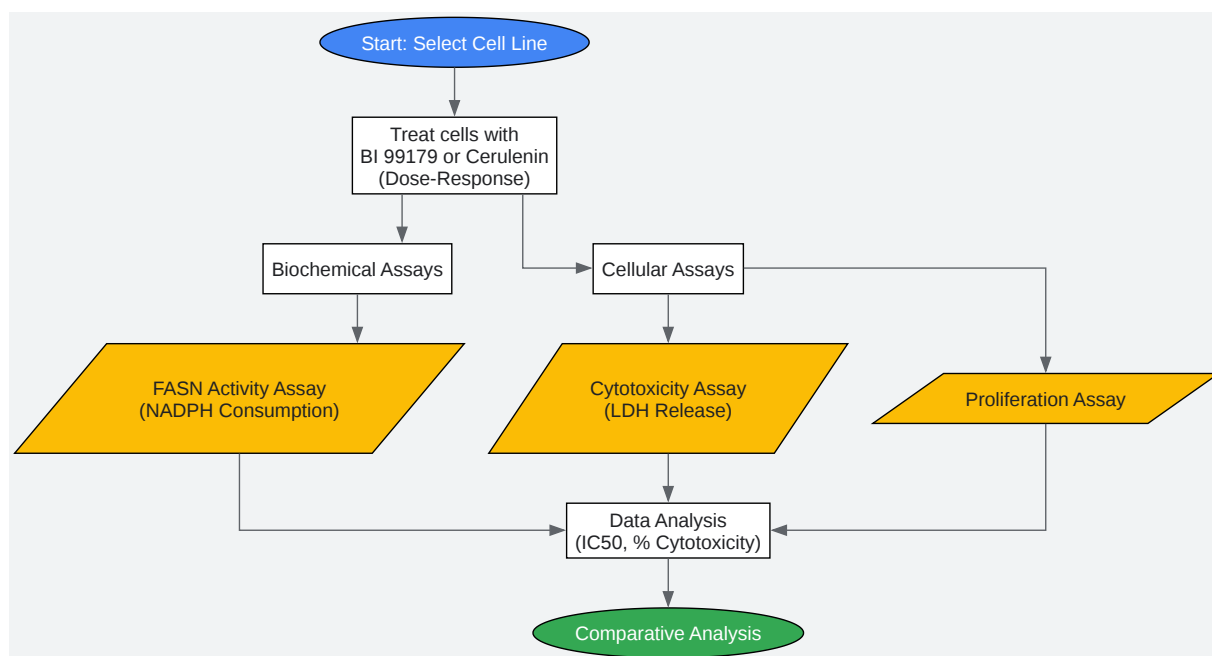 Start: Select Cell Line
Treat cells with
BI 99179 or Cerulenin
(Dose-Response)
Biochemical Assays
Cellular Assays
FASN Activity Assay
(NADPH Consumption)
Cytotoxicity Assay
(LDH Release)
Proliferation Assay
Data Analysis
(IC50, % Cytotoxicity)
Comparative Analysis